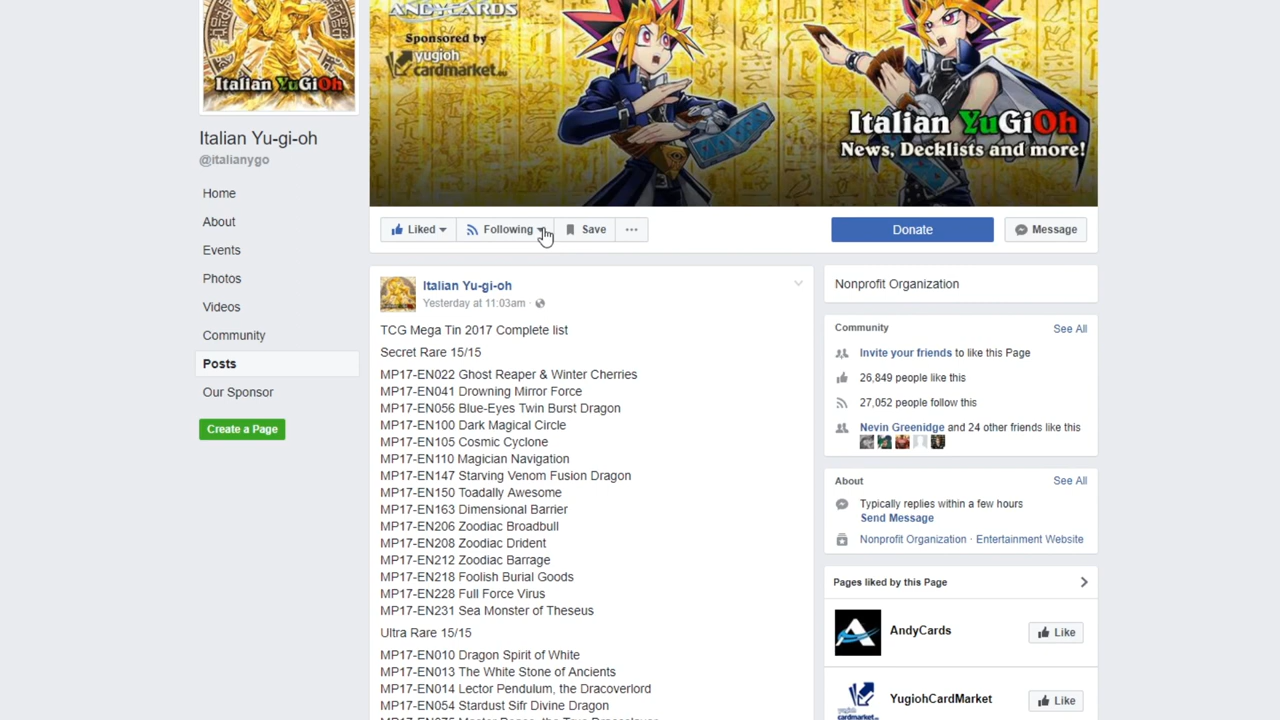 ANDYCARDS
Sponsored by
yugioh
cardmarket.eu
Italian YuGiOh
News, Decklists and more!
Italian YuGiOh
Italian Yu-gi-oh
@italianygo
Home
About
Events
Photos
Videos
Community
Posts
Our Sponsor
Create a Page
Liked
Following
Save
Donate
Message
Italian Yu-gi-oh
Yesterday at 11:03am ·
TCG Mega Tin 2017 Complete list
Secret Rare 15/15
MP17-EN022 Ghost Reaper & Winter Cherries
MP17-EN041 Drowning Mirror Force
MP17-EN056 Blue-Eyes Twin Burst Dragon
MP17-EN100 Dark Magical Circle
MP17-EN105 Cosmic Cyclone
MP17-EN110 Magician Navigation
MP17-EN147 Starving Venom Fusion Dragon
MP17-EN150 Toadally Awesome
MP17-EN163 Dimensional Barrier
MP17-EN206 Zoodiac Broadbull
MP17-EN208 Zoodiac Drident
MP17-EN212 Zoodiac Barrage
MP17-EN218 Foolish Burial Goods
MP17-EN228 Full Force Virus
MP17-EN231 Sea Monster of Theseus
Ultra Rare 15/15
MP17-EN010 Dragon Spirit of White
MP17-EN013 The White Stone of Ancients
MP17-EN014 Lector Pendulum, the Dracoverlord
MP17-EN054 Stardust Sifr Divine Dragon
Nonprofit Organization
Community
See All
Invite your friends to like this Page
26,849 people like this
27,052 people follow this
Nevin Greenidge and 24 other friends like this
About
See All
Typically replies within a few hours
Send Message
Nonprofit Organization · Entertainment Website
Pages liked by this Page
AndyCards
Like
YugiohCardMarket
Like
yugioh
cardmarket.eu